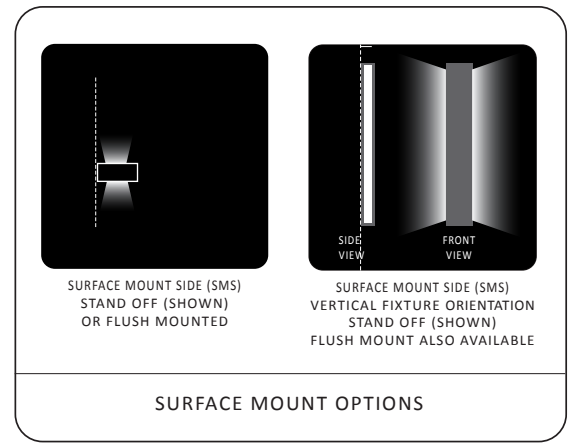 SIDE
VIEW
FRONT
VIEW
SURFACE MOUNT SIDE (SMS)
STAND OFF (SHOWN)
OR FLUSH MOUNTED
SURFACE MOUNT SIDE (SMS)
VERTICAL FIXTURE ORIENTATION
STAND OFF (SHOWN)
FLUSH MOUNT ALSO AVAILABLE
SURFACE MOUNT OPTIONS